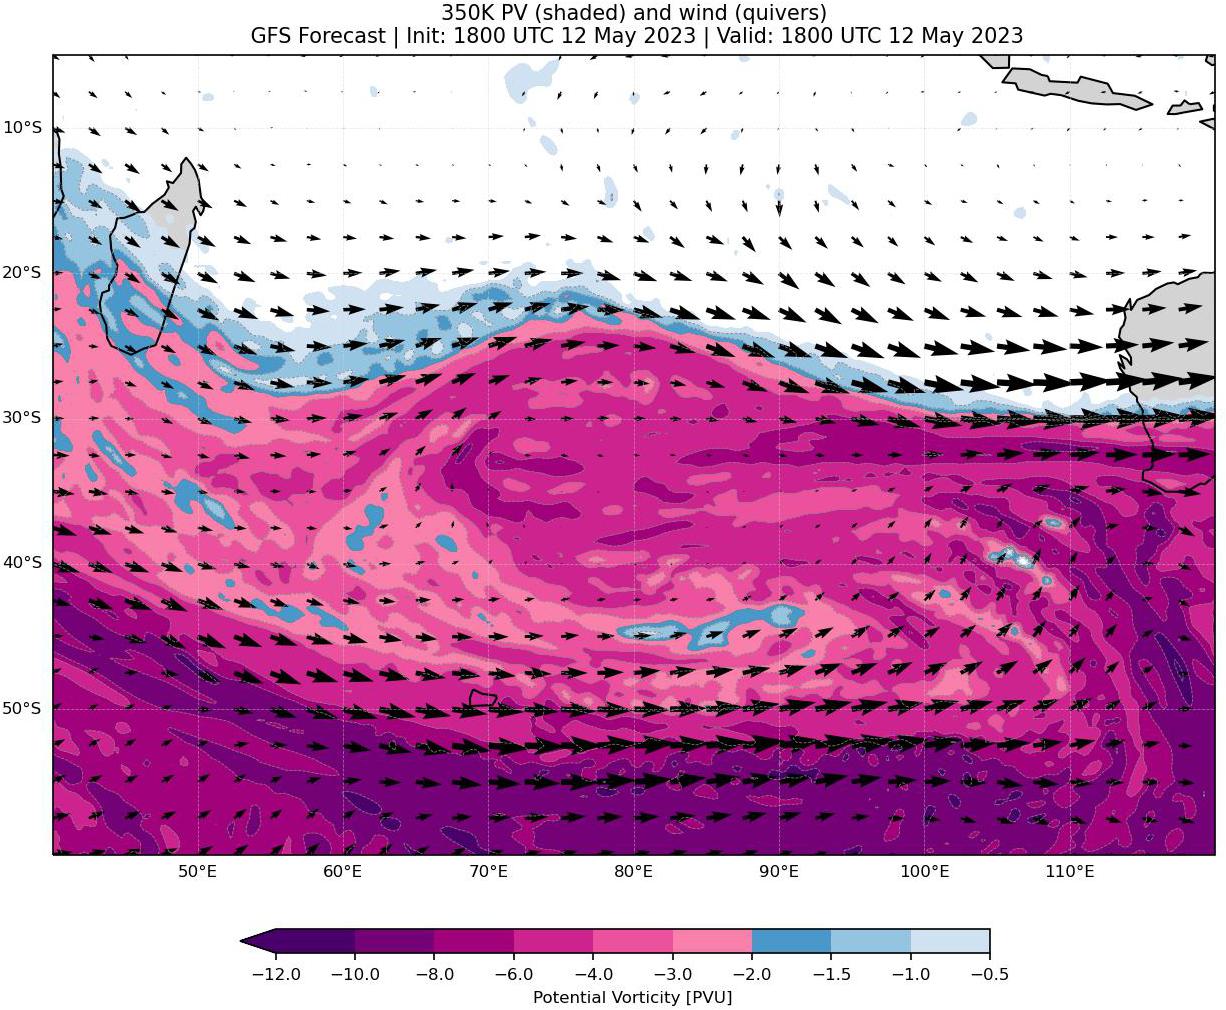 350K PV (shaded) and wind (quivers)
GFS Forecast | Init: 1800 UTC 12 May 2023 | Valid: 1800 UTC 12 May 2023
10°S
20°S
30°S
40°S
50°S
50°E 60°E 70°E 80°E 90°E 100°E 110°E
−12.0 −10.0 −8.0 −6.0 −4.0 −3.0 −2.0 −1.5 −1.0 −0.5
Potential Vorticity [PVU]